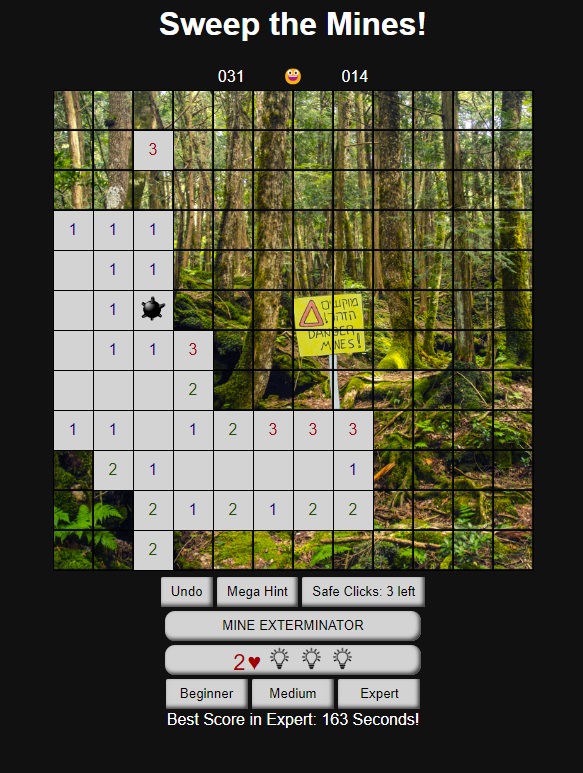 Sweep the Mines!
031 014
3
1 1 1
1 1
1
מוקשים
הזהרו
DANGER
MINES!
1 1 3
2
1 1 1 2 3 3 3
2 1 1
2 1 2 1 2 2
2
Undo Mega Hint Safe Clicks: 3 left
MINE EXTERMINATOR
2♥
Beginner Medium Expert
Best Score in Expert: 163 Seconds!